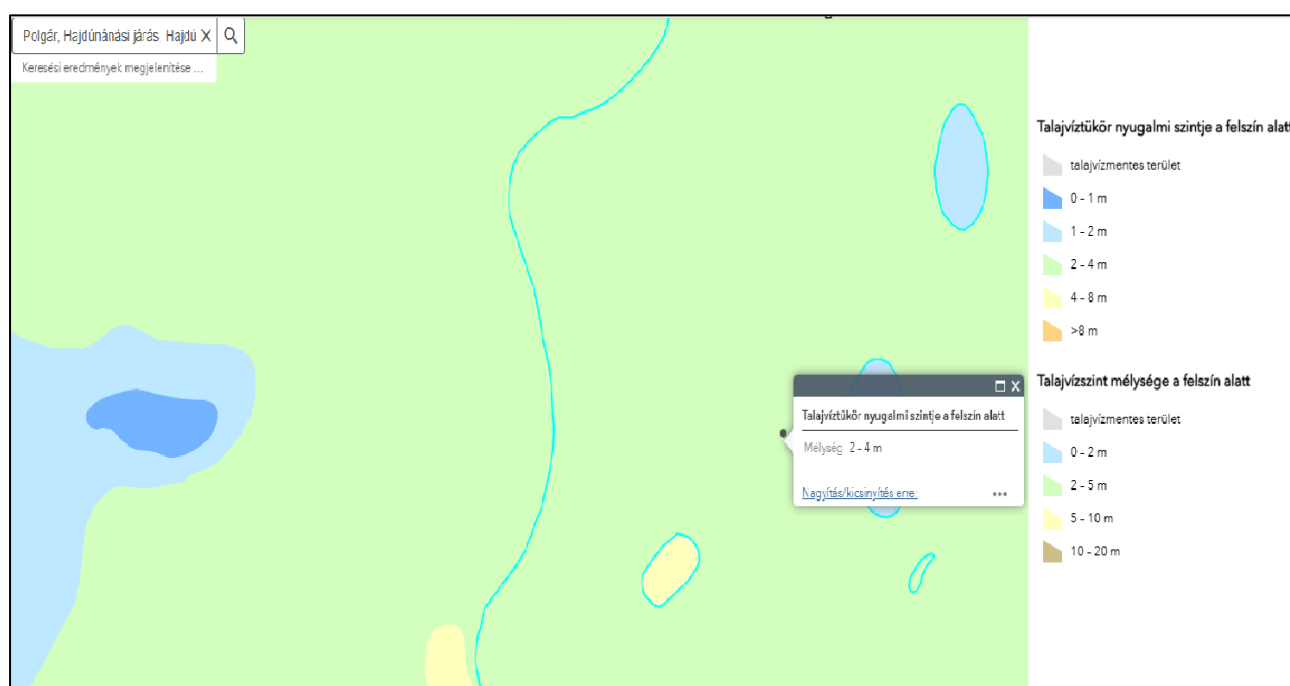 Polgár, Hajdúnánási járás, Hajdú
Keresési eredmények megjelenítése ...
Talajvíztükör nyugalmi szintje a felszín alatt
talajvízmentes terület
0 - 1 m
1 - 2 m
2 - 4 m
4 - 8 m
>8 m
Talajvízszint mélysége a felszín alatt
talajvízmentes terület
0 - 2 m
2 - 5 m
5 - 10 m
10 - 20 m
Talajvíztükör nyugalmi szintje a felszín alatt
Mélység 2 - 4 m
Nagyítás/kicsinyítés erre: